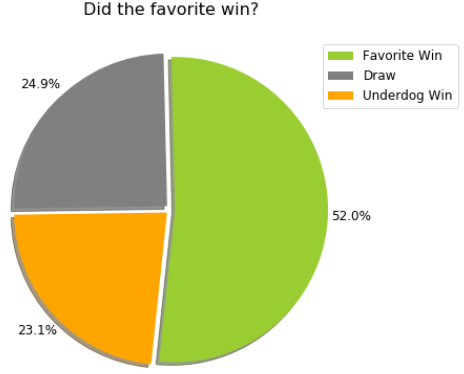 Did the favorite win?
Favorite Win
Draw
Underdog Win
24.9%
52.0%
23.1%